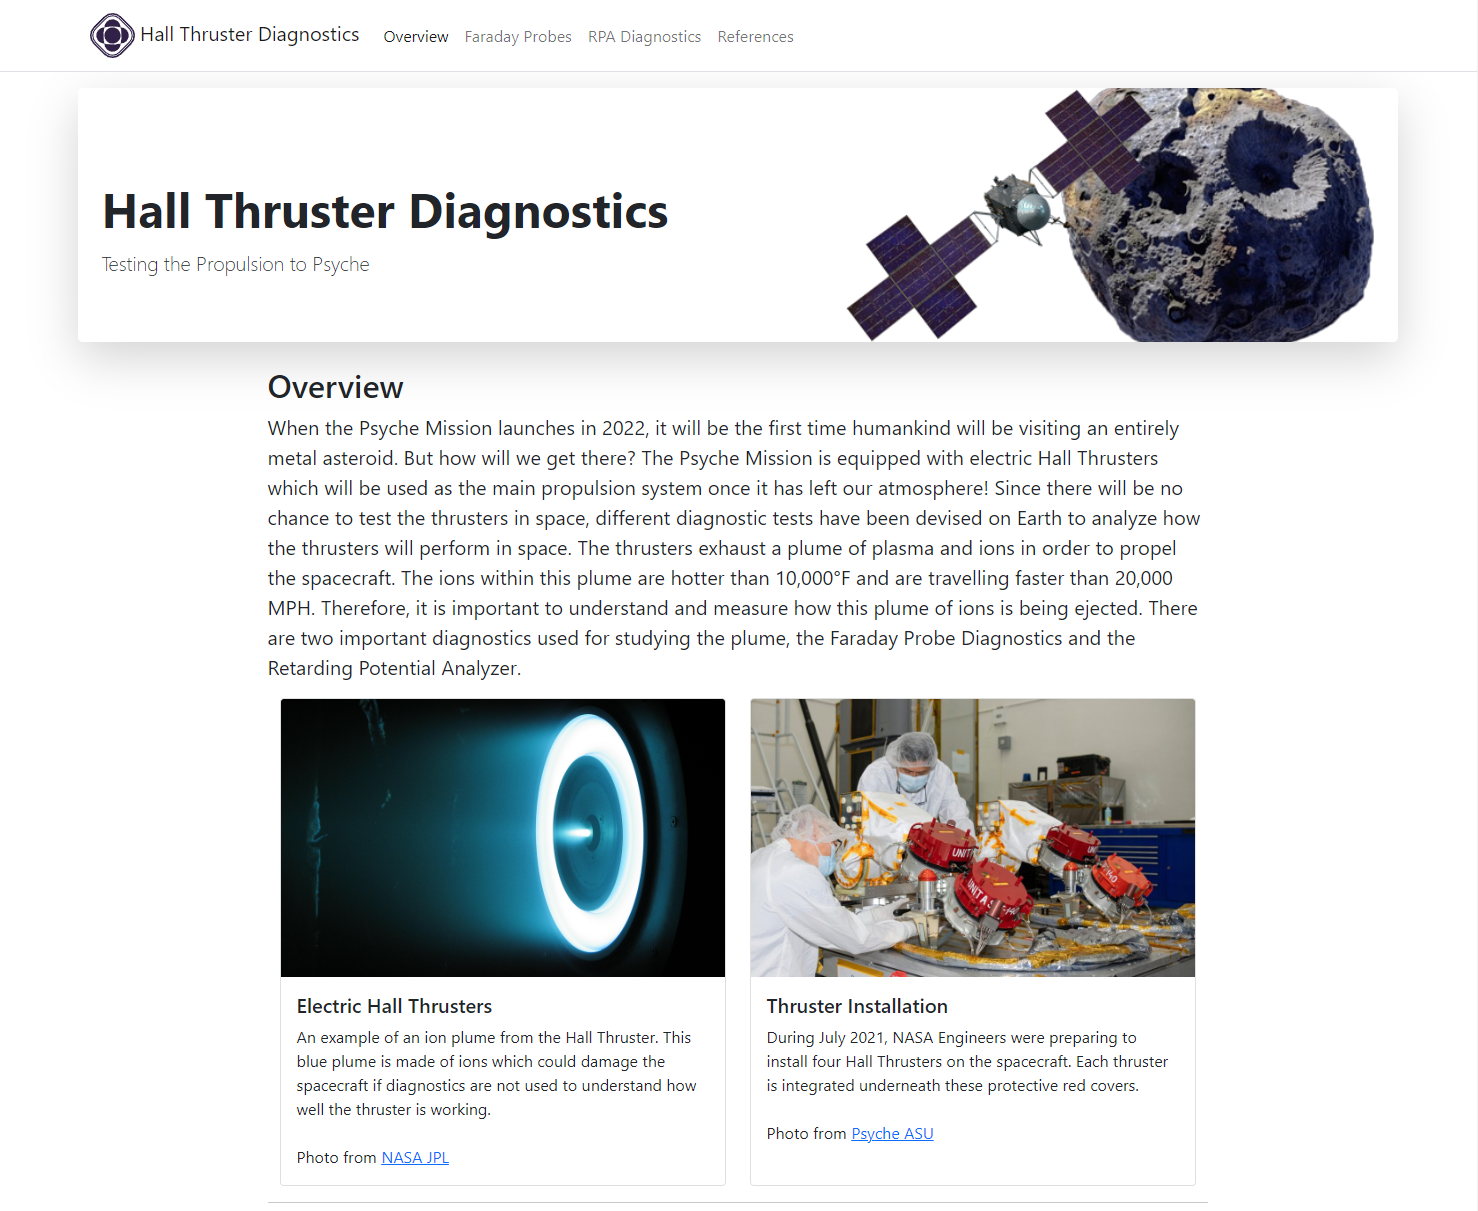 Hall Thruster Diagnostics Overview Faraday Probes RPA Diagnostics References
Hall Thruster Diagnostics
Testing the Propulsion to Psyche
Overview
When the Psyche Mission launches in 2022, it will be the first time humankind will be visiting an entirely
metal asteroid. But how will we get there? The Psyche Mission is equipped with electric Hall Thrusters
which will be used as the main propulsion system once it has left our atmosphere! Since there will be no
chance to test the thrusters in space, different diagnostic tests have been devised on Earth to analyze how
the thrusters will perform in space. The thrusters exhaust a plume of plasma and ions in order to propel
the spacecraft. The ions within this plume are hotter than 10,000°F and are travelling faster than 20,000
MPH. Therefore, it is important to understand and measure how this plume of ions is being ejected. There
are two important diagnostics used for studying the plume, the Faraday Probe Diagnostics and the
Retarding Potential Analyzer.
Electric Hall Thrusters
An example of an ion plume from the Hall Thruster. This
blue plume is made of ions which could damage the
spacecraft if diagnostics are not used to understand how
well the thruster is working.
Photo from NASA JPL
UNIT
UNIT A
140
Thruster Installation
During July 2021, NASA Engineers were preparing to
install four Hall Thrusters on the spacecraft. Each thruster
is integrated underneath these protective red covers.
Photo from Psyche ASU